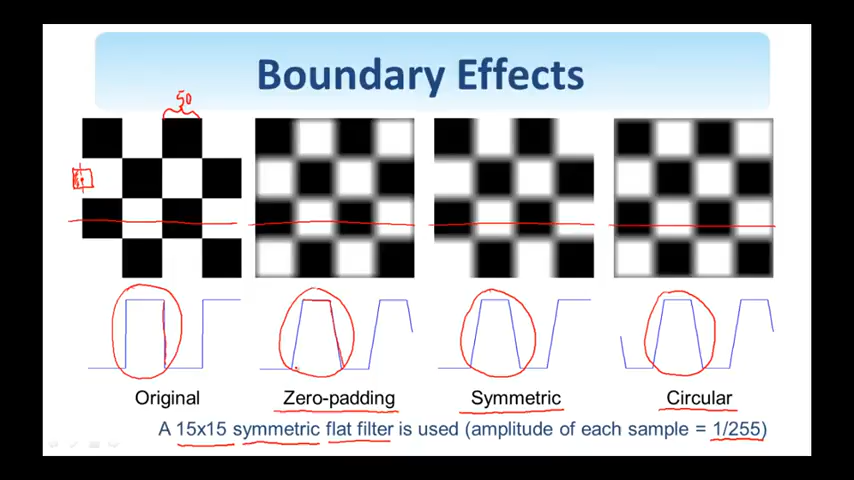 Boundary Effects
50
Original
Zero-padding
Symmetric
Circular
A 15x15 symmetric flat filter is used (amplitude of each sample = 1/255)